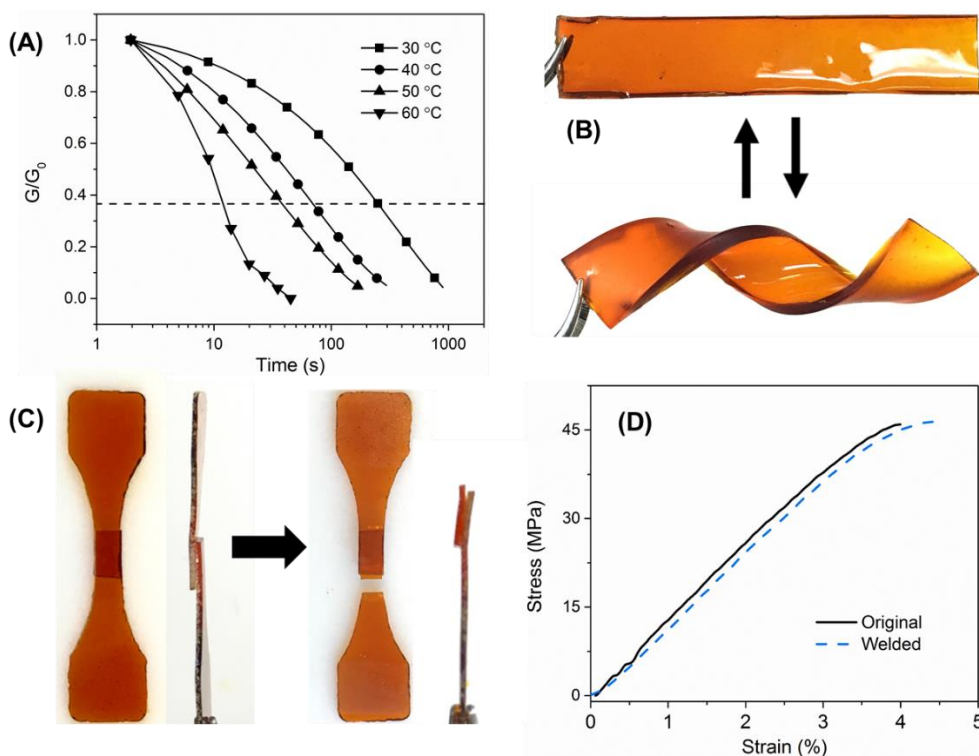 (A)
1.0
0.8
0.6
0.4
0.2
0.0
G/G₀
30 °C
40 °C
50 °C
60 °C
1
10
100
1000
Time (s)
(B)
(C)
(D)
45
30
15
0
Stress (MPa)
Original
Welded
0
1
2
3
4
5
Strain (%)